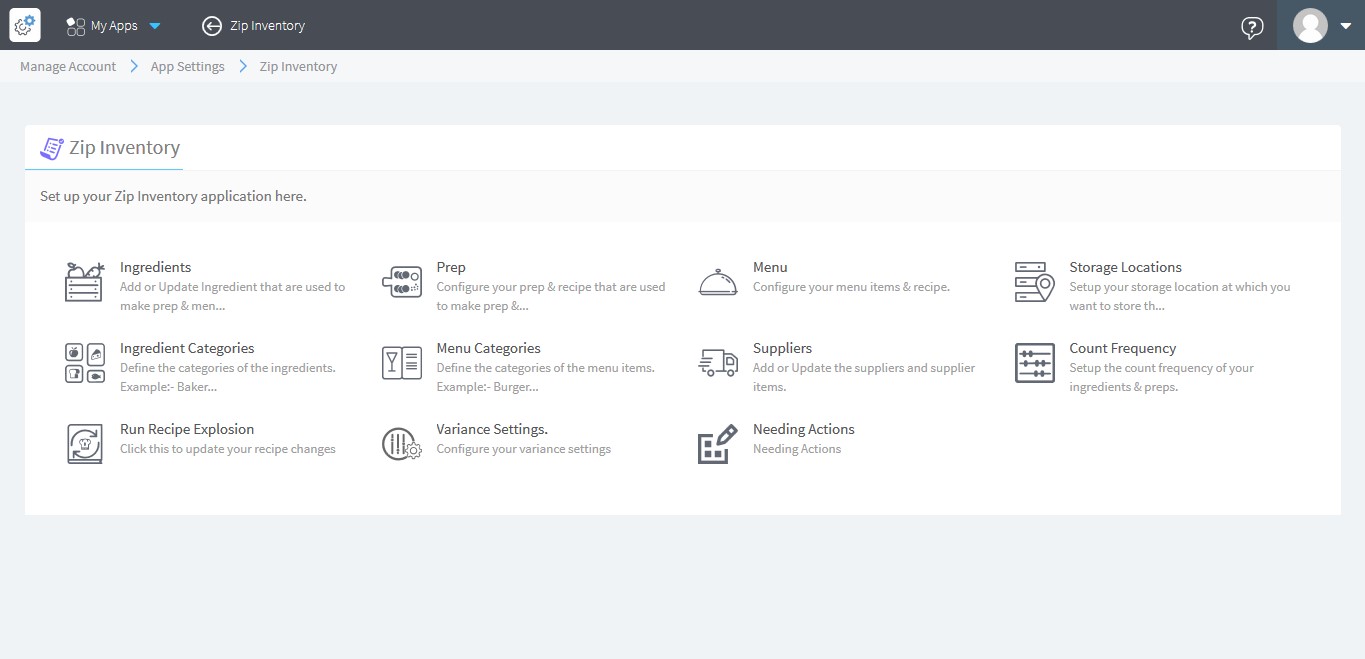 My Apps
Zip Inventory
Manage Account
App Settings
Zip Inventory
Zip Inventory
Set up your Zip Inventory application here.
Ingredients
Add or Update Ingredient that are used to
make prep & men...
Prep
Configure your prep & recipe that are used
to make prep &...
Menu
Configure your menu items & recipe.
Storage Locations
Setup your storage location at which you
want to store th...
Ingredient Categories
Define the categories of the ingredients.
Example:- Baker...
Menu Categories
Define the categories of the menu items.
Example:- Burger...
Suppliers
Add or Update the suppliers and supplier
items.
Count Frequency
Setup the count frequency of your
ingredients & preps.
Run Recipe Explosion
Click this to update your recipe changes
Variance Settings.
Configure your variance settings
Needing Actions
Needing Actions